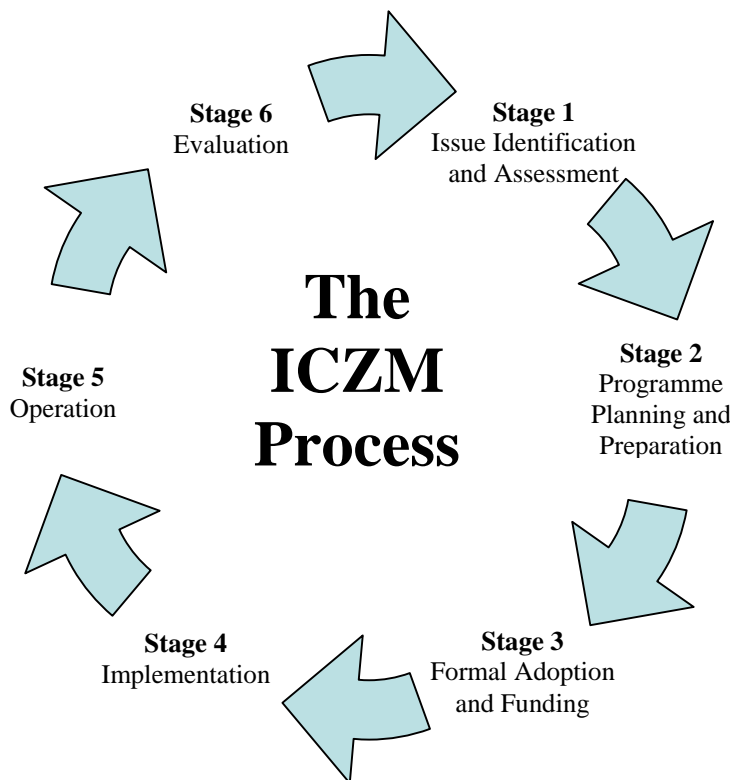 Stage 6
Evaluation
Stage 1
Issue Identification
and Assessment
The
ICZM
Process
Stage 2
Programme
Planning and
Preparation
Stage 5
Operation
Stage 4
Implementation
Stage 3
Formal Adoption
and Funding